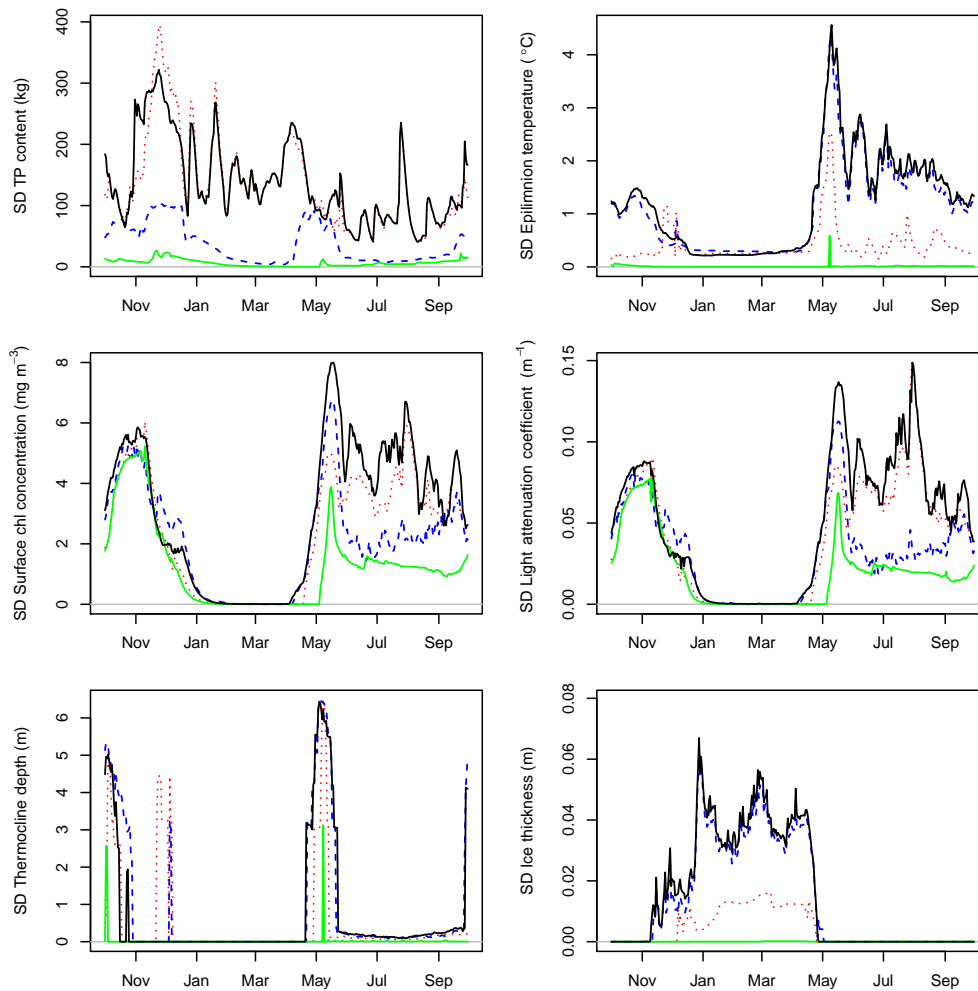 SD TP content (kg)
400
300
200
100
0
Nov Jan Mar May Jul Sep
SD Epilimnion temperature ( °C)
4
3
2
1
0
Nov Jan Mar May Jul Sep
SD Surface chl concentration (mg m⁻³)
8
6
4
2
0
Nov Jan Mar May Jul Sep
SD Light attenuation coefficient (m⁻¹)
0.15
0.10
0.05
0.00
Nov Jan Mar May Jul Sep
SD Thermocline depth (m)
6
5
4
3
2
1
0
Nov Jan Mar May Jul Sep
SD Ice thickness (m)
0.08
0.06
0.04
0.02
0.00
Nov Jan Mar May Jul Sep